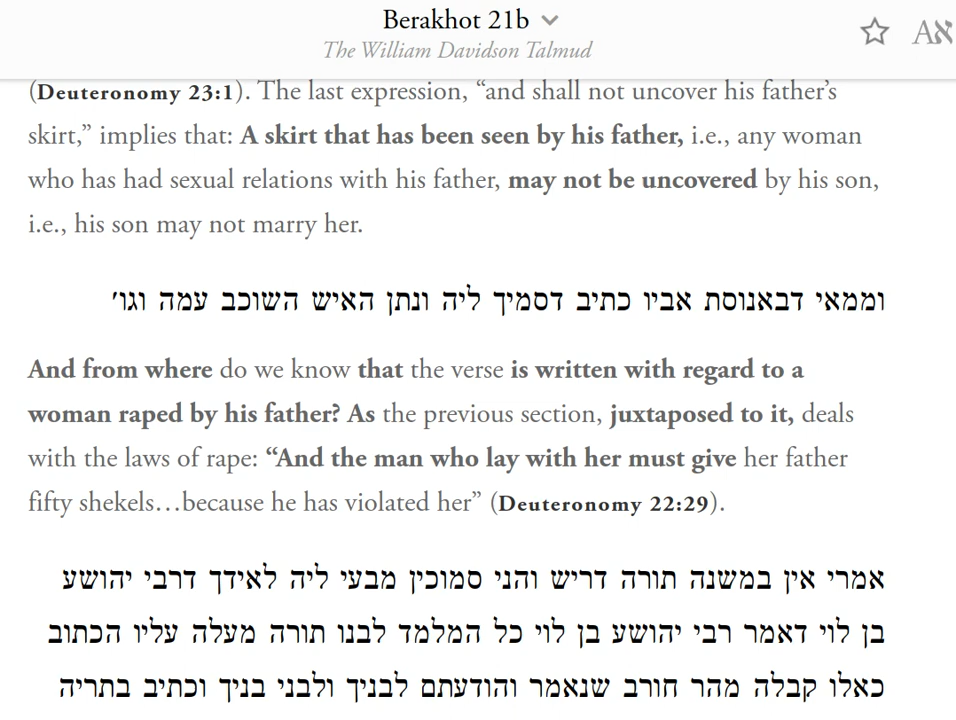 Berakhot 21b
The William Davidson Talmud
Aא
(Deuteronomy 23:1). The last expression, “and shall not uncover his father’s
skirt,” implies that: A skirt that has been seen by his father, i.e., any woman
who has had sexual relations with his father, may not be uncovered by his son,
i.e., his son may not marry her.
וממאי דבאנוסת אביו כתיב דסמיך ליה ונתן האיש השוכב עמה וגו׳
And from where do we know that the verse is written with regard to a
woman raped by his father? As the previous section, juxtaposed to it, deals
with the laws of rape: “And the man who lay with her must give her father
fifty shekels…because he has violated her” (Deuteronomy 22:29).
אמרי אין במשנה תורה דריש והני סמוכין מבעי ליה לאידך דרבי יהושע
בן לוי דאמר רבי יהושע בן לוי כל המלמד לבנו תורה מעלה עליו הכתוב
כאלו קבלה מהר חורב שנאמר והודעתם לבניך ולבני בניך וכתיב בתריה